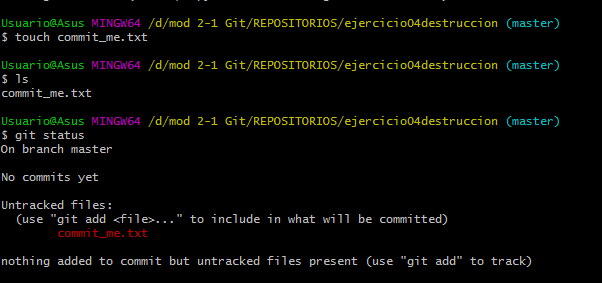 Usuario@Asus MINGW64 /d/mod 2-1 Git/REPOSITORIOS/ejercicio04destruccion (master)
$ touch commit_me.txt
Usuario@Asus MINGW64 /d/mod 2-1 Git/REPOSITORIOS/ejercicio04destruccion (master)
$ ls
commit_me.txt
Usuario@Asus MINGW64 /d/mod 2-1 Git/REPOSITORIOS/ejercicio04destruccion (master)
$ git status
On branch master
No commits yet
Untracked files:
(use "git add <file>..." to include in what will be committed)
commit_me.txt
nothing added to commit but untracked files present (use "git add" to track)